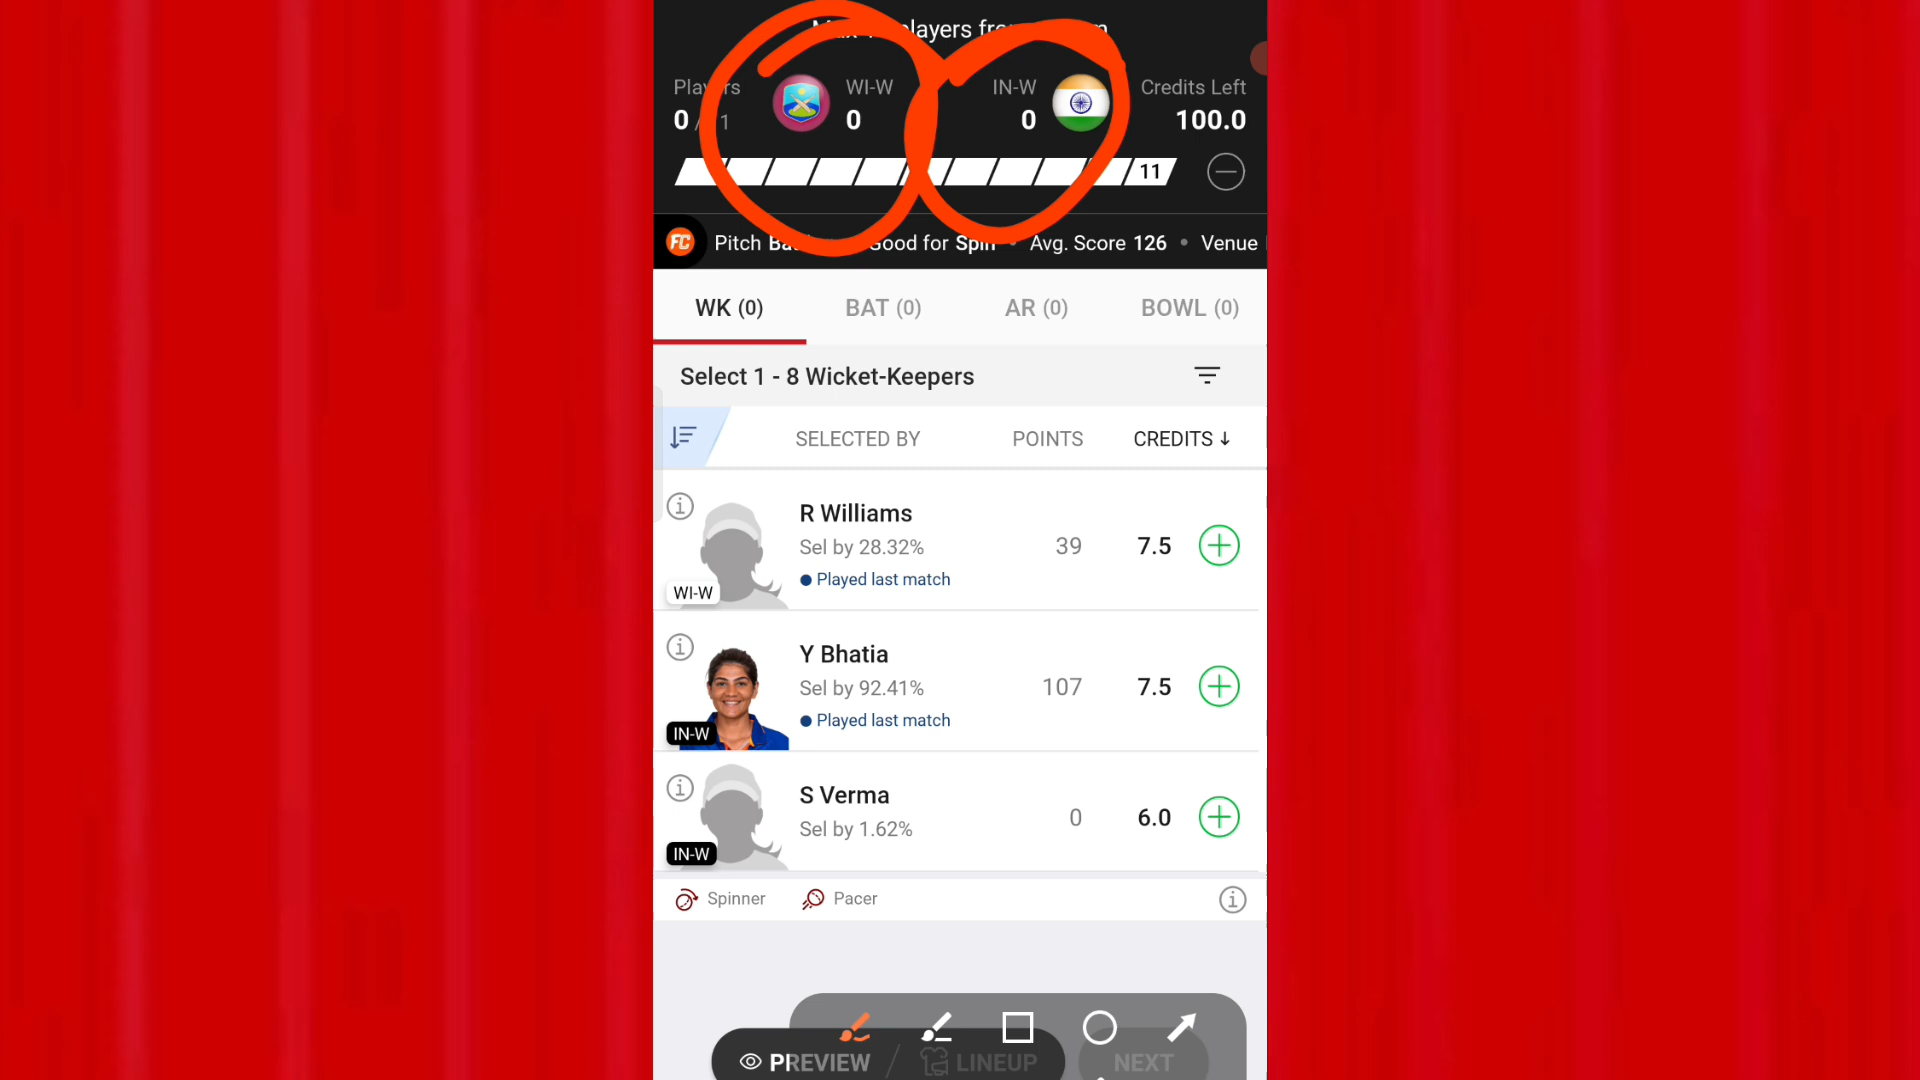 players
Players WI-W IN-W Credits Left
0 / 1 0 0 100.0
11
FC Pitch Good for Spin • Avg. Score 126 • Venue
WK (0) BAT (0) AR (0) BOWL (0)
Select 1 - 8 Wicket-Keepers
SELECTED BY POINTS CREDITS ↓
R Williams
Sel by 28.32% 39 7.5
Played last match
WI-W
Y Bhatia
Sel by 92.41% 107 7.5
Played last match
IN-W
S Verma
Sel by 1.62% 0 6.0
IN-W
Spinner Pacer
PREVIEW / LINEUP NEXT